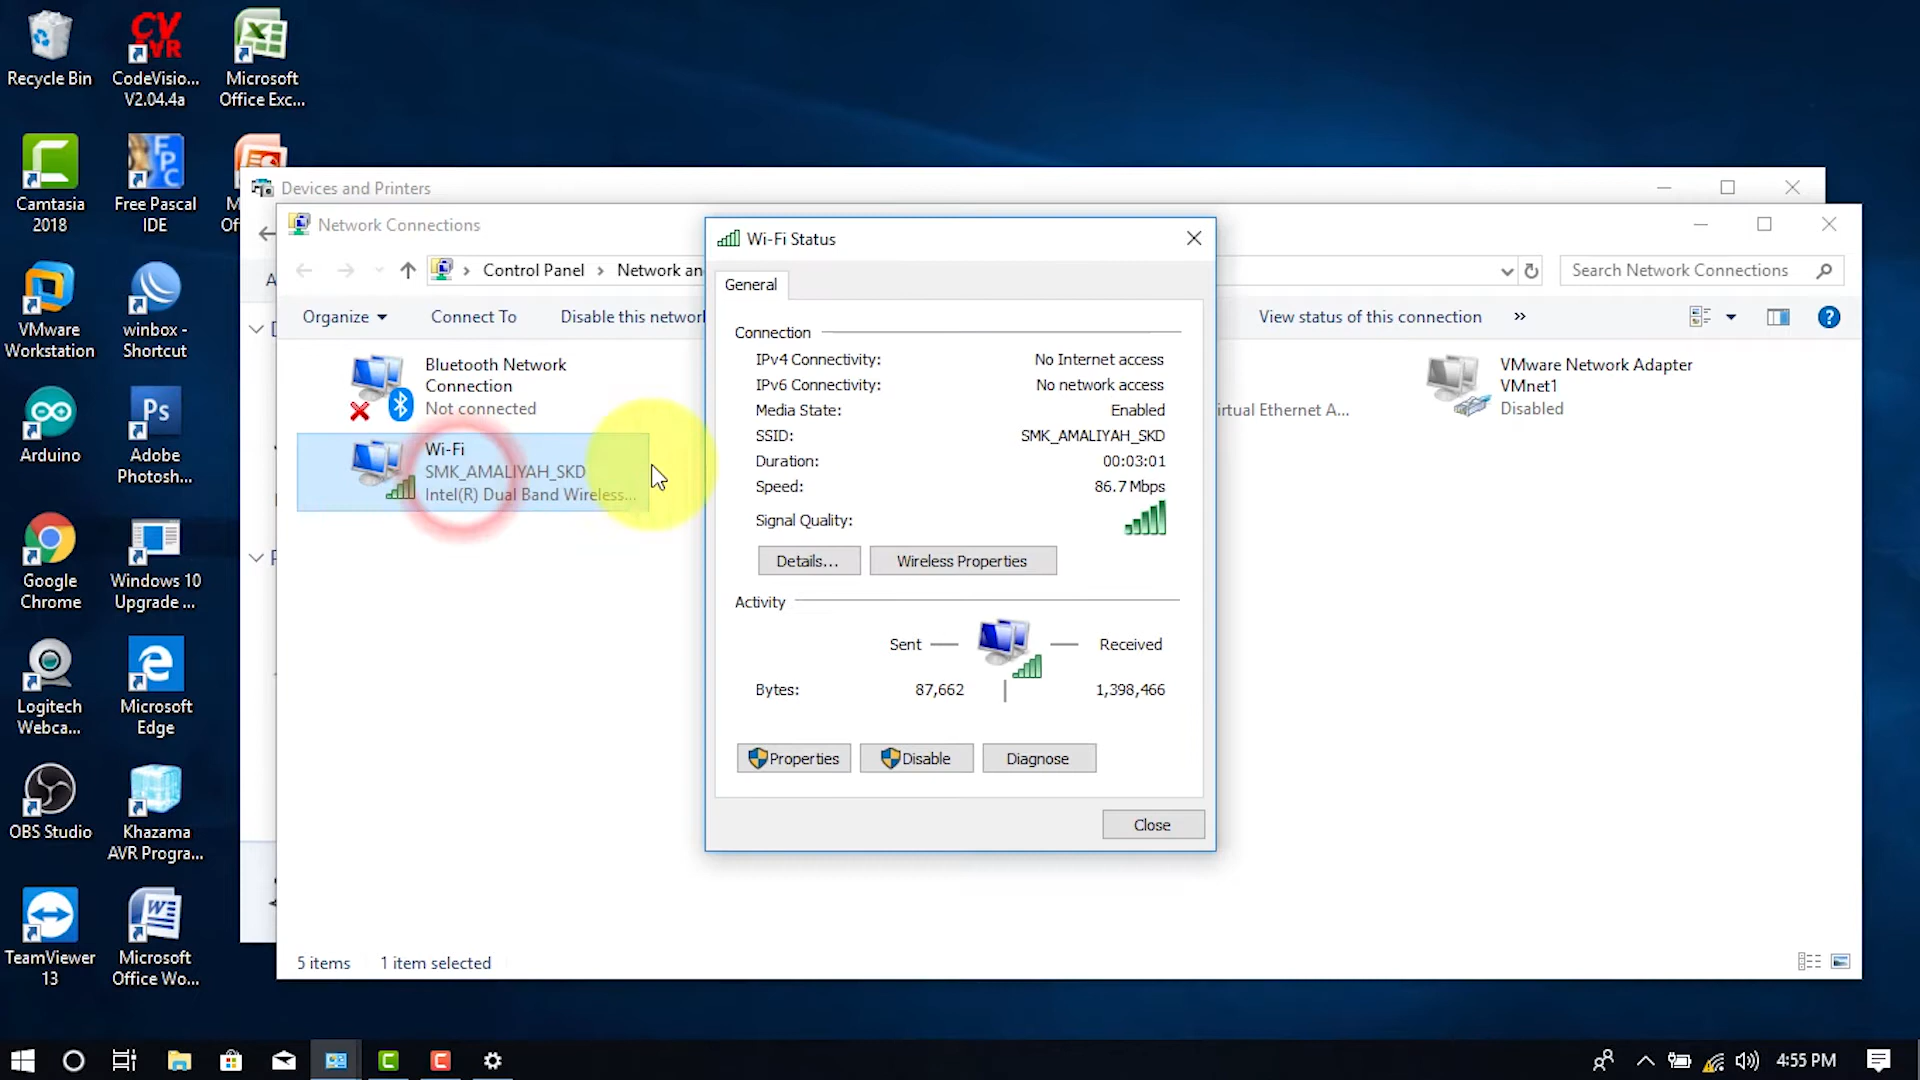 Recycle Bin
CodeVisio...
V2.04.4a
Microsoft
Office Exc...
Camtasia
2018
Free Pascal
IDE
VMware
Workstation
winbox -
Shortcut
Arduino
Adobe
Photosh...
Google
Chrome
Windows 10
Upgrade ...
Logitech
Webca...
Microsoft
Edge
OBS Studio
Khazama
AVR Progra...
TeamViewer
13
Microsoft
Office Wo...
Devices and Printers
Network Connections
Control Panel
Network an
Search Network Connections
Organize
Connect To
Disable this network
View status of this connection
»
Bluetooth Network
Connection
Not connected
Wi-Fi
SMK_AMALIYAH_SKD
Intel(R) Dual Band Wireless...
irtual Ethernet A...
VMware Network Adapter
VMnet1
Disabled
5 items 1 item selected
Wi-Fi Status
General
Connection
IPv4 Connectivity: No Internet access
IPv6 Connectivity: No network access
Media State: Enabled
SSID: SMK_AMALIYAH_SKD
Duration: 00:03:01
Speed: 86.7 Mbps
Signal Quality:
Details...
Wireless Properties
Activity
Sent — — Received
Bytes: 87,662 1,398,466
Properties
Disable
Diagnose
Close
4:55 PM